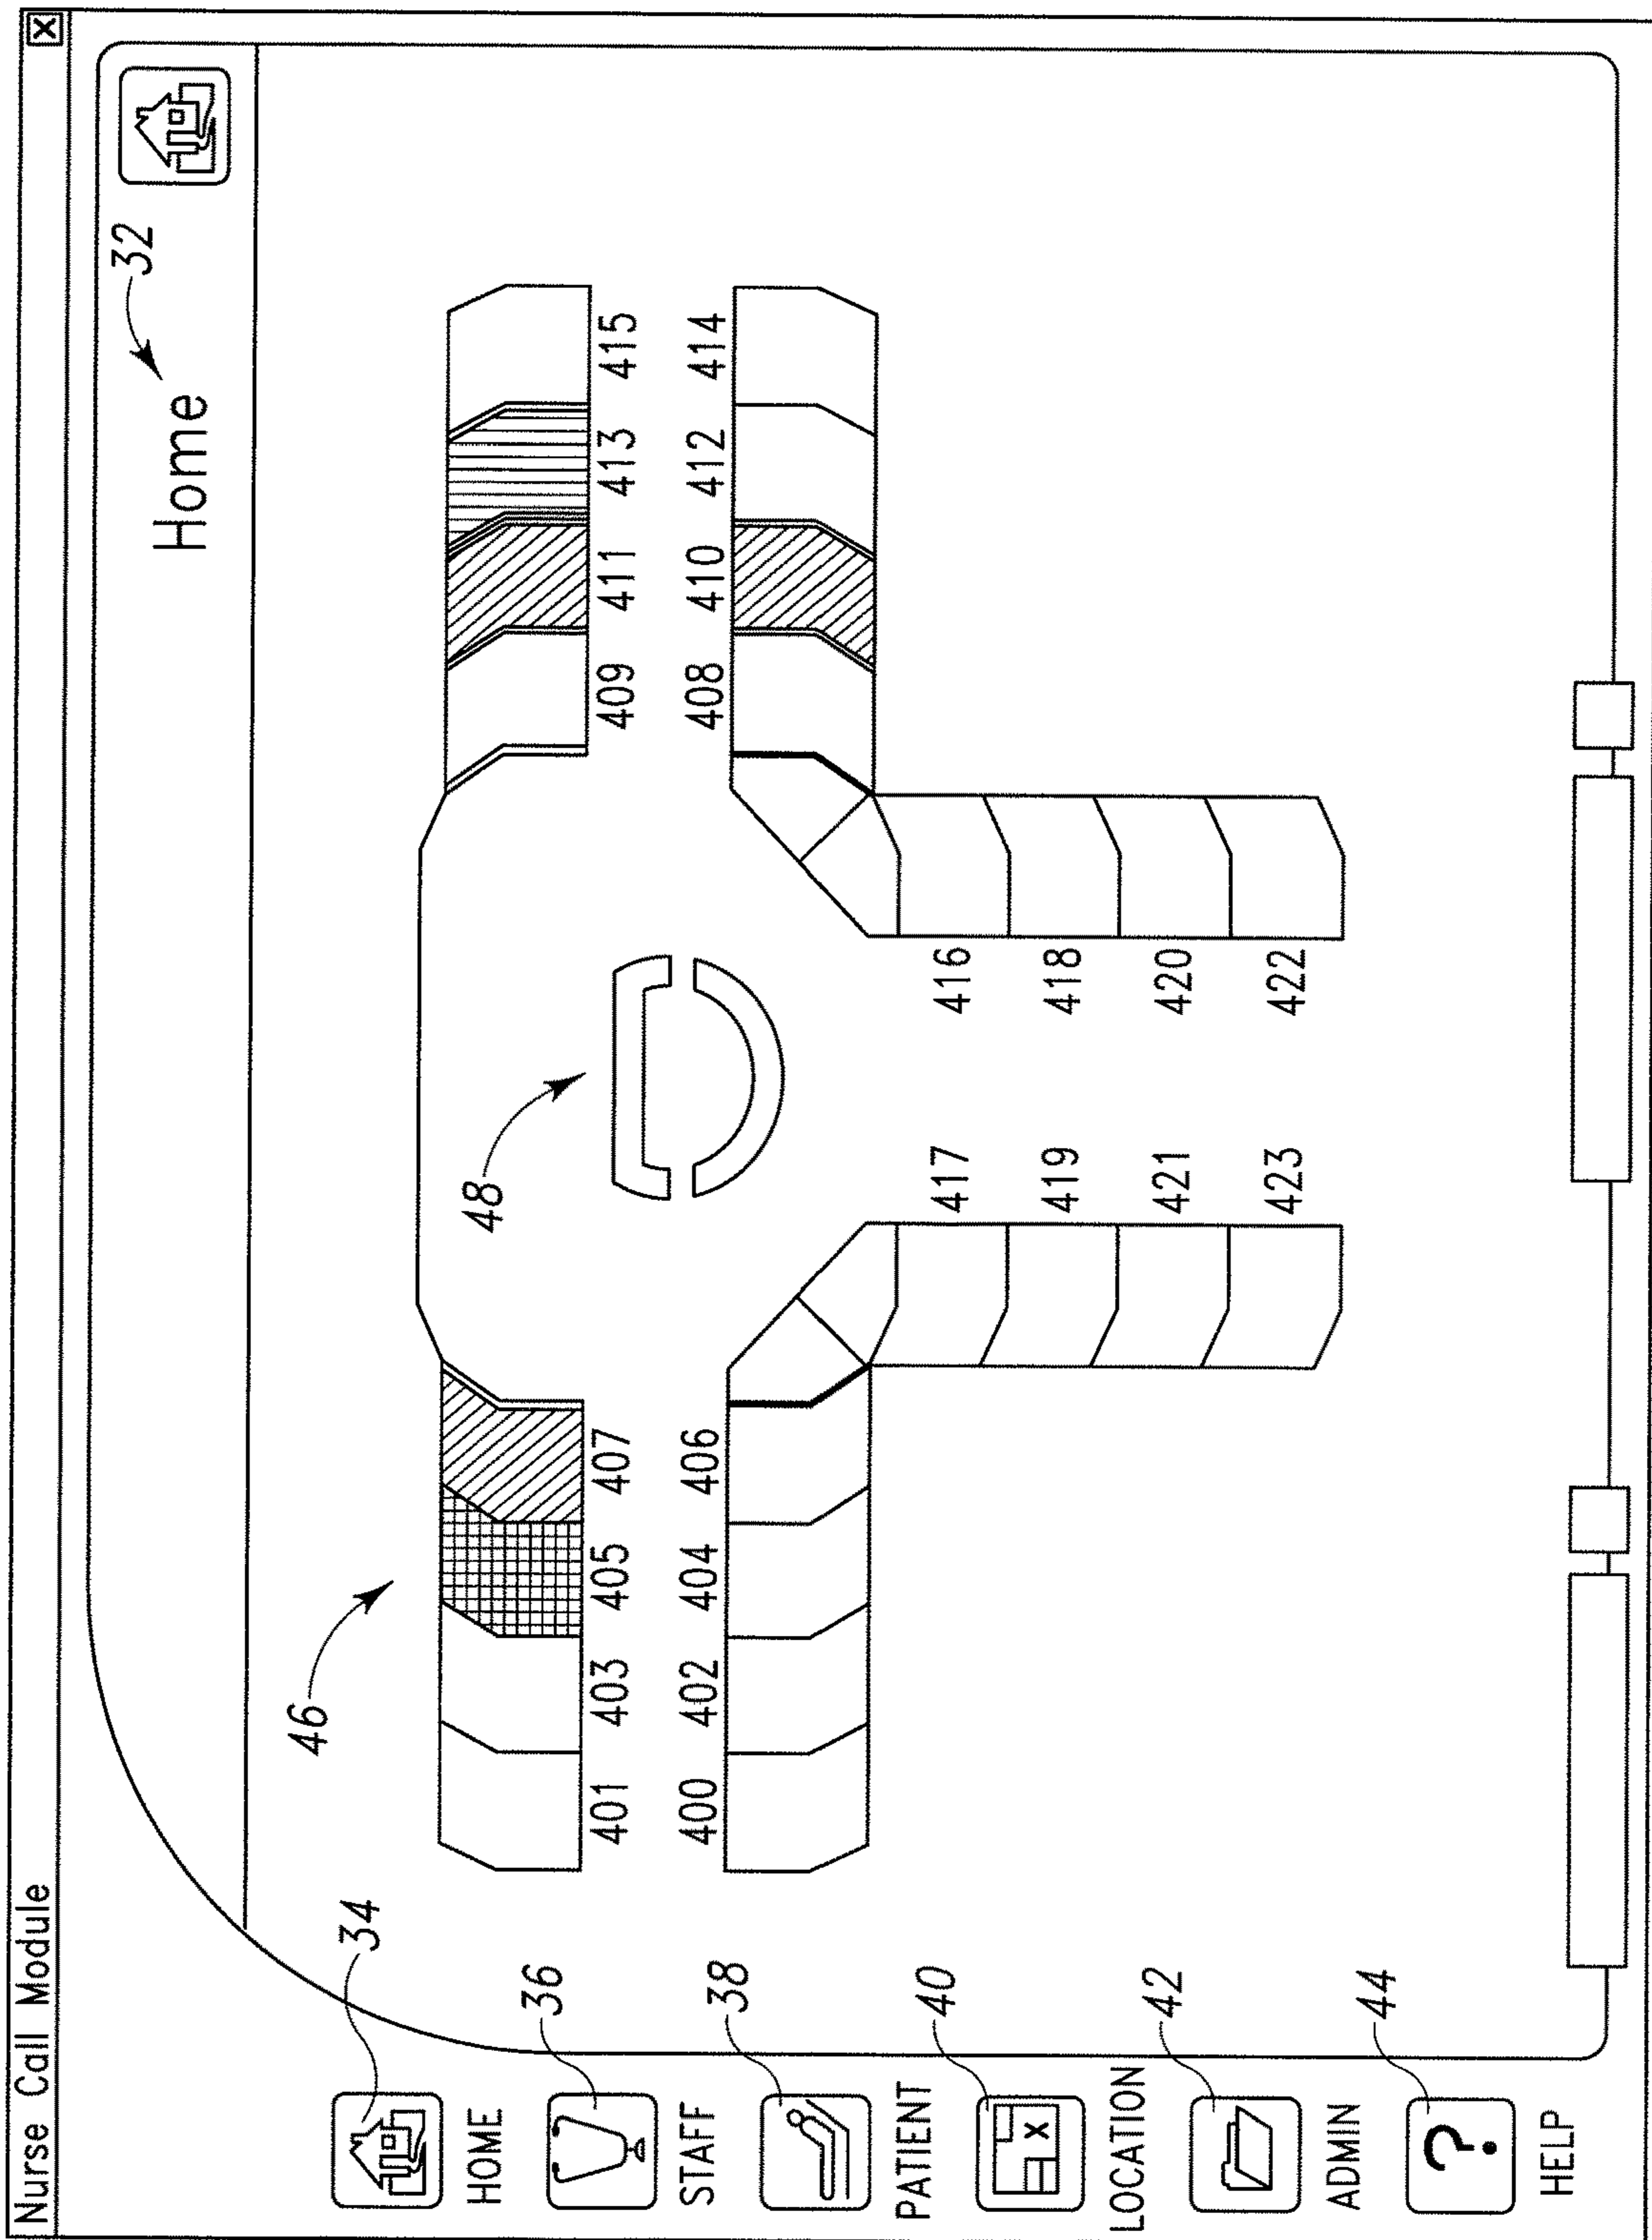 Nurse Call Module X
Home 32
34
HOME
36
STAFF
38
PATIENT
40
X
LOCATION
42
ADMIN
44
?
HELP
46
48
401 403 405 407 409 411 413 415
400 402 404 406 408 410 412 414
417 416
419 418
421 420
423 422